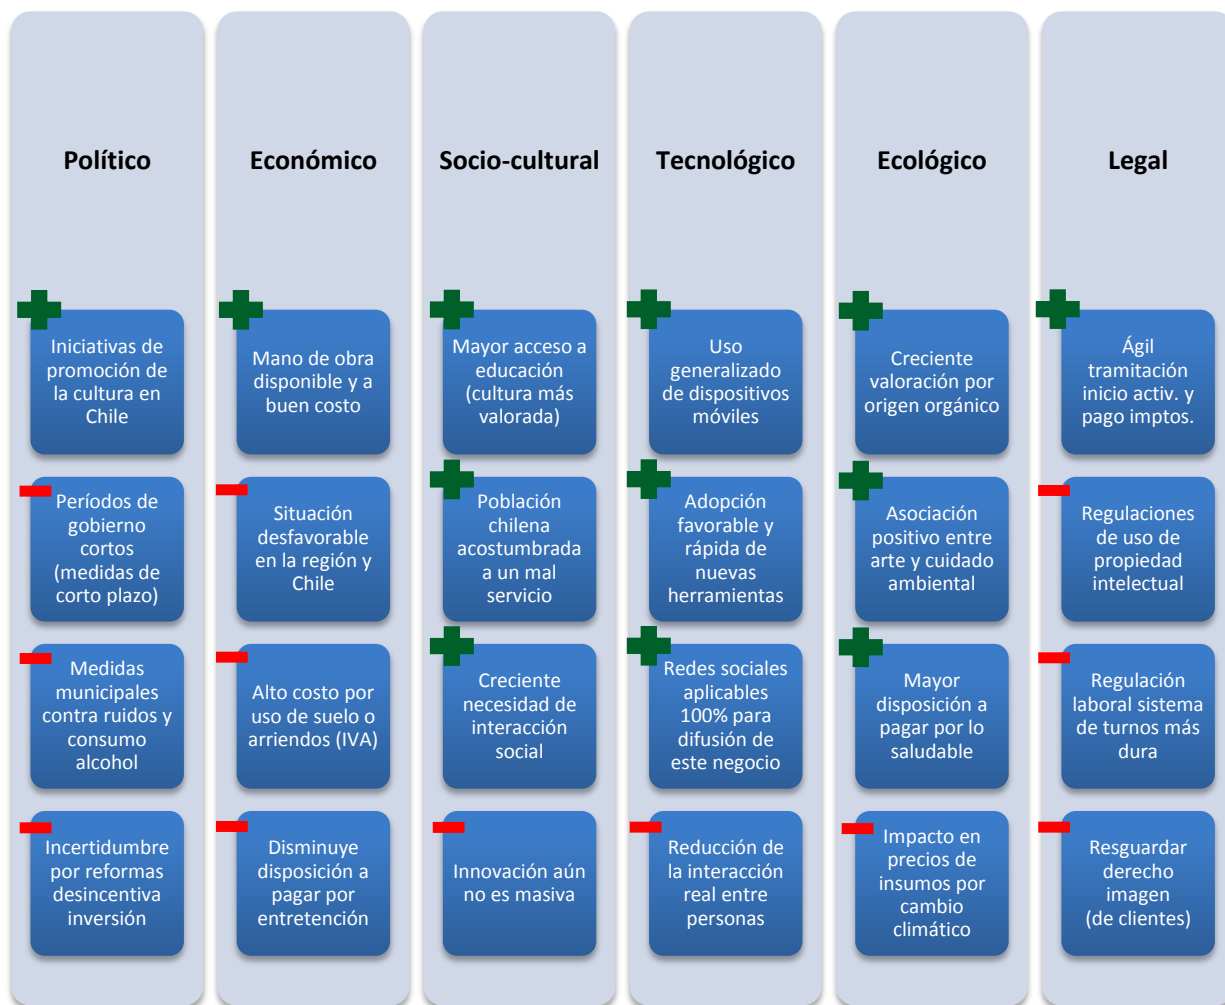 Político
Iniciativas de
promoción de
la cultura en
Chile
Períodos de
gobierno
cortos
(medidas de
corto plazo)
Medidas
municipales
contra ruidos y
consumo
alcohol
Incertidumbre
por reformas
desincentiva
inversión
Económico
Mano de obra
disponible y a
buen costo
Situación
desfavorable
en la región y
Chile
Alto costo por
uso de suelo o
arriendos (IVA)
Disminuye
disposición a
pagar por
entretención
Socio-cultural
Mayor acceso a
educación
(cultura más
valorada)
Población
chilena
acostumbrada
a un mal
servicio
Creciente
necesidad de
interacción
social
Innovación aún
no es masiva
Tecnológico
Uso
generalizado
de dispositivos
móviles
Adopción
favorable y
rápida de
nuevas
herramientas
Redes sociales
aplicables
100% para
difusión de
este negocio
Reducción de
la interacción
real entre
personas
Ecológico
Creciente
valoración por
origen orgánico
Asociación
positivo entre
arte y cuidado
ambiental
Mayor
disposición a
pagar por lo
saludable
Impacto en
precios de
insumos por
cambio
climático
Legal
Ágil
tramitación
inicio activ. y
pago imptos.
Regulaciones
de uso de
propiedad
intelectual
Regulación
laboral sistema
de turnos más
dura
Resguardar
derecho
imagen
(de clientes)